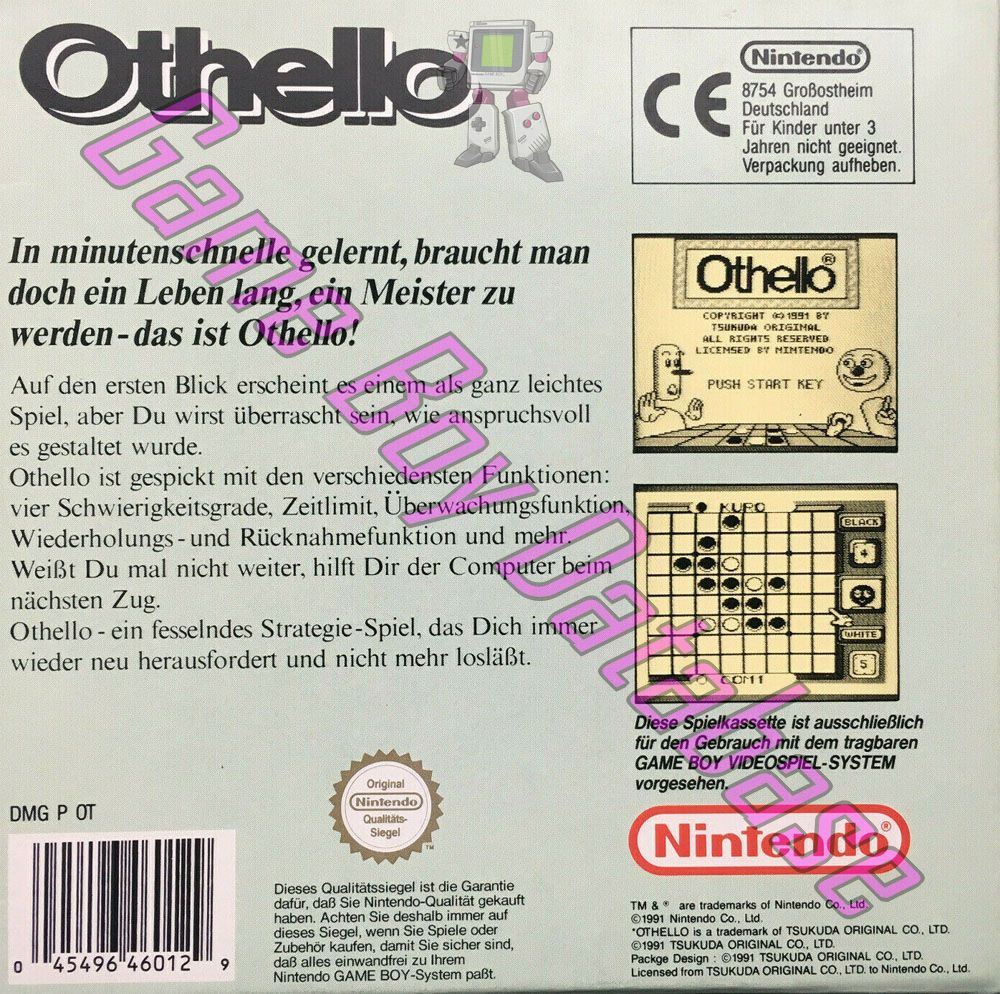 Othello
Nintendo®
CE
8754 Großostheim
Deutschland
Für Kinder unter 3
Jahren nicht geeignet.
Verpackung aufheben.
In minutenschnelle gelernt, braucht man
doch ein Leben lang, ein Meister zu
werden - das ist Othello!
Auf den ersten Blick erscheint es einem als ganz leichtes
Spiel, aber Du wirst überrascht sein, wie anspruchsvoll
es gestaltet wurde.
Othello ist gespickt mit den verschiedensten Funktionen:
vier Schwierigkeitsgrade, Zeitlimit, Überwachungsfunktion,
Wiederholungs - und Rücknahmefunktion und mehr.
Weißt Du mal nicht weiter, hilft Dir der Computer beim
nächsten Zug.
Othello - ein fesselndes Strategie-Spiel, das Dich immer
wieder neu herausfordert und nicht mehr losläßt.
Othello®
COPYRIGHT ©1991 BY
TSUKUDA ORIGINAL
ALL RIGHTS RESERVED
LICENSED BY NINTENDO
PUSH START KEY
KURO
BLACK
4
WHITE
5
COM1
Diese Spielkassette ist ausschließlich
für den Gebrauch mit dem tragbaren
GAME BOY VIDEOSPIEL-SYSTEM
vorgesehen.
Nintendo®
Game Boy Database
DMG P OT
0 45496 46012 9
Original
Nintendo
Qualitäts-
Siegel
TM
Dieses Qualitätssiegel ist die Garantie
dafür, daß Sie Nintendo-Qualität gekauft
haben. Achten Sie deshalb immer auf
dieses Siegel, wenn Sie Spiele oder
Zubehör kaufen, damit Sie sicher sind,
daß alles einwandfrei zu Ihrem
Nintendo GAME BOY-System paßt.
TM & ® are trademarks of Nintendo Co., Ltd.
©1991 Nintendo Co., Ltd.
*OTHELLO is a trademark of TSUKUDA ORIGINAL CO., LTD.
©1991 TSUKUDA ORIGINAL CO., LTD.
Packge Design : ©1991 TSUKUDA ORIGINAL CO., LTD.
Licensed from TSUKUDA ORIGINAL CO., LTD. to Nintendo Co., Ltd.